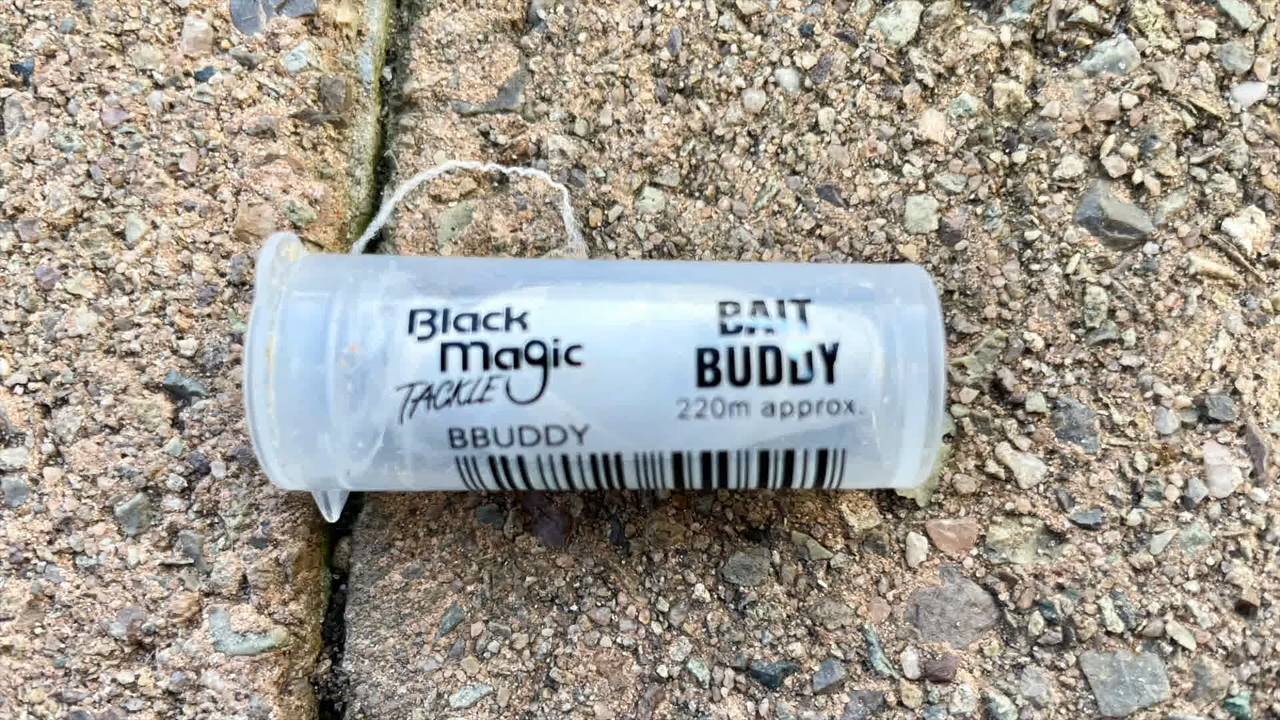 Black
Magic
TACKLE
BBUDDY
BAIT
BUDDY
220m approx.